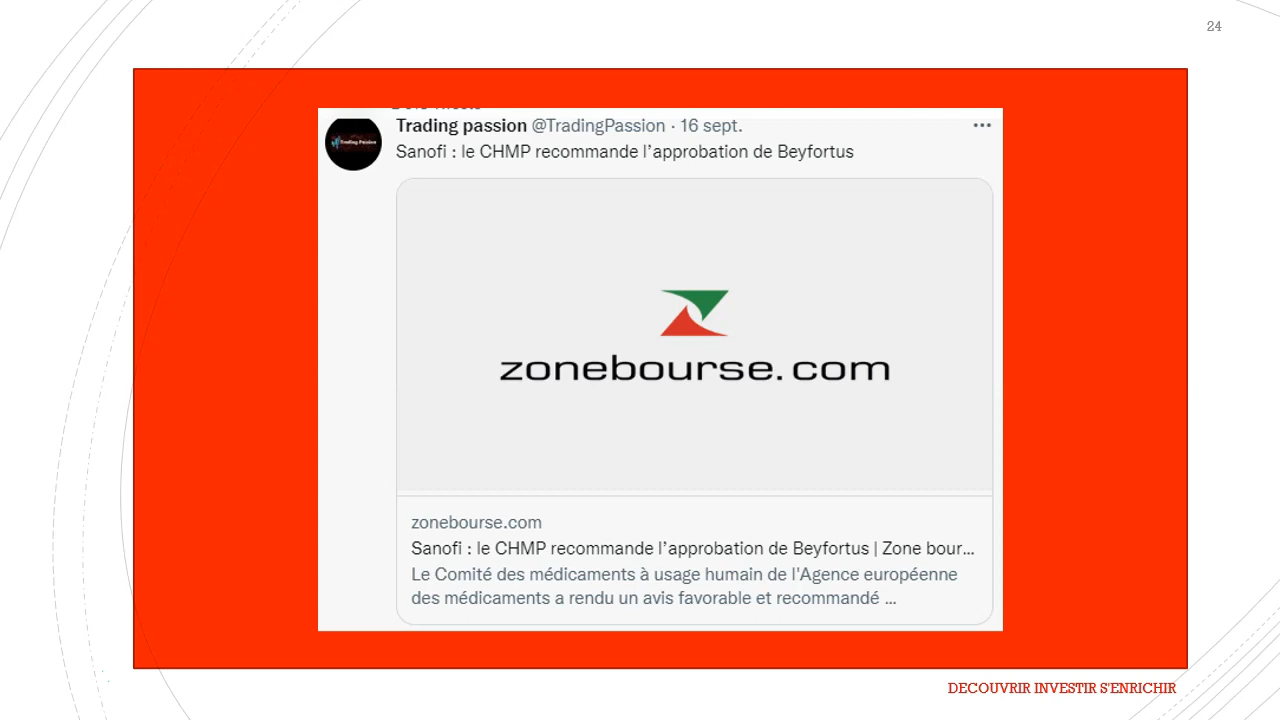 24
Trading passion @TradingPassion · 16 sept.
Sanofi : le CHMP recommande l’approbation de Beyfortus
Trading Passion
zonebourse.com
zonebourse.com
Sanofi : le CHMP recommande l’approbation de Beyfortus | Zone bour...
Le Comité des médicaments à usage humain de l'Agence européenne
des médicaments a rendu un avis favorable et recommandé ...
DECOUVRIR INVESTIR S'ENRICHIR